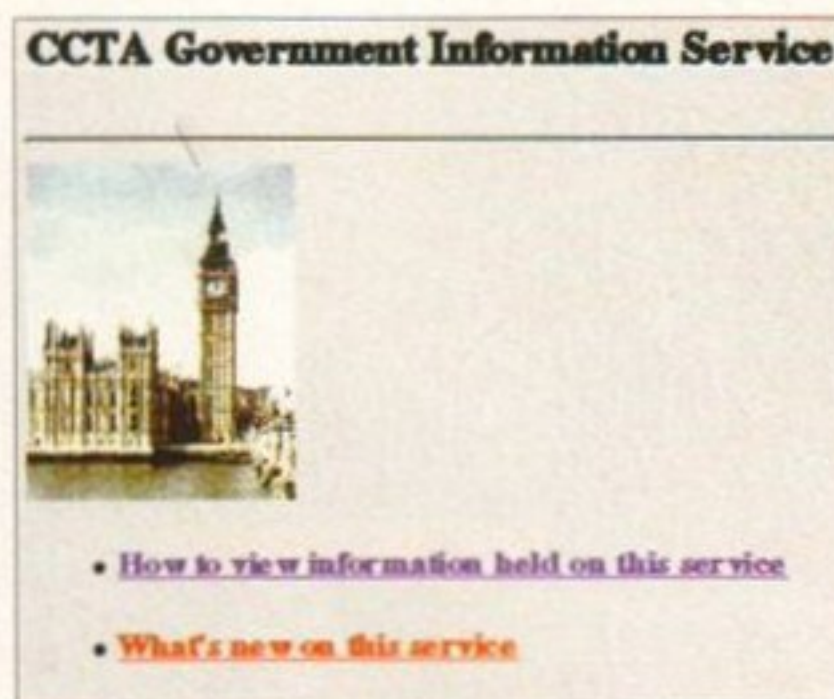 CCTA Government Information Service
How to view information held on this service
What's new on this service